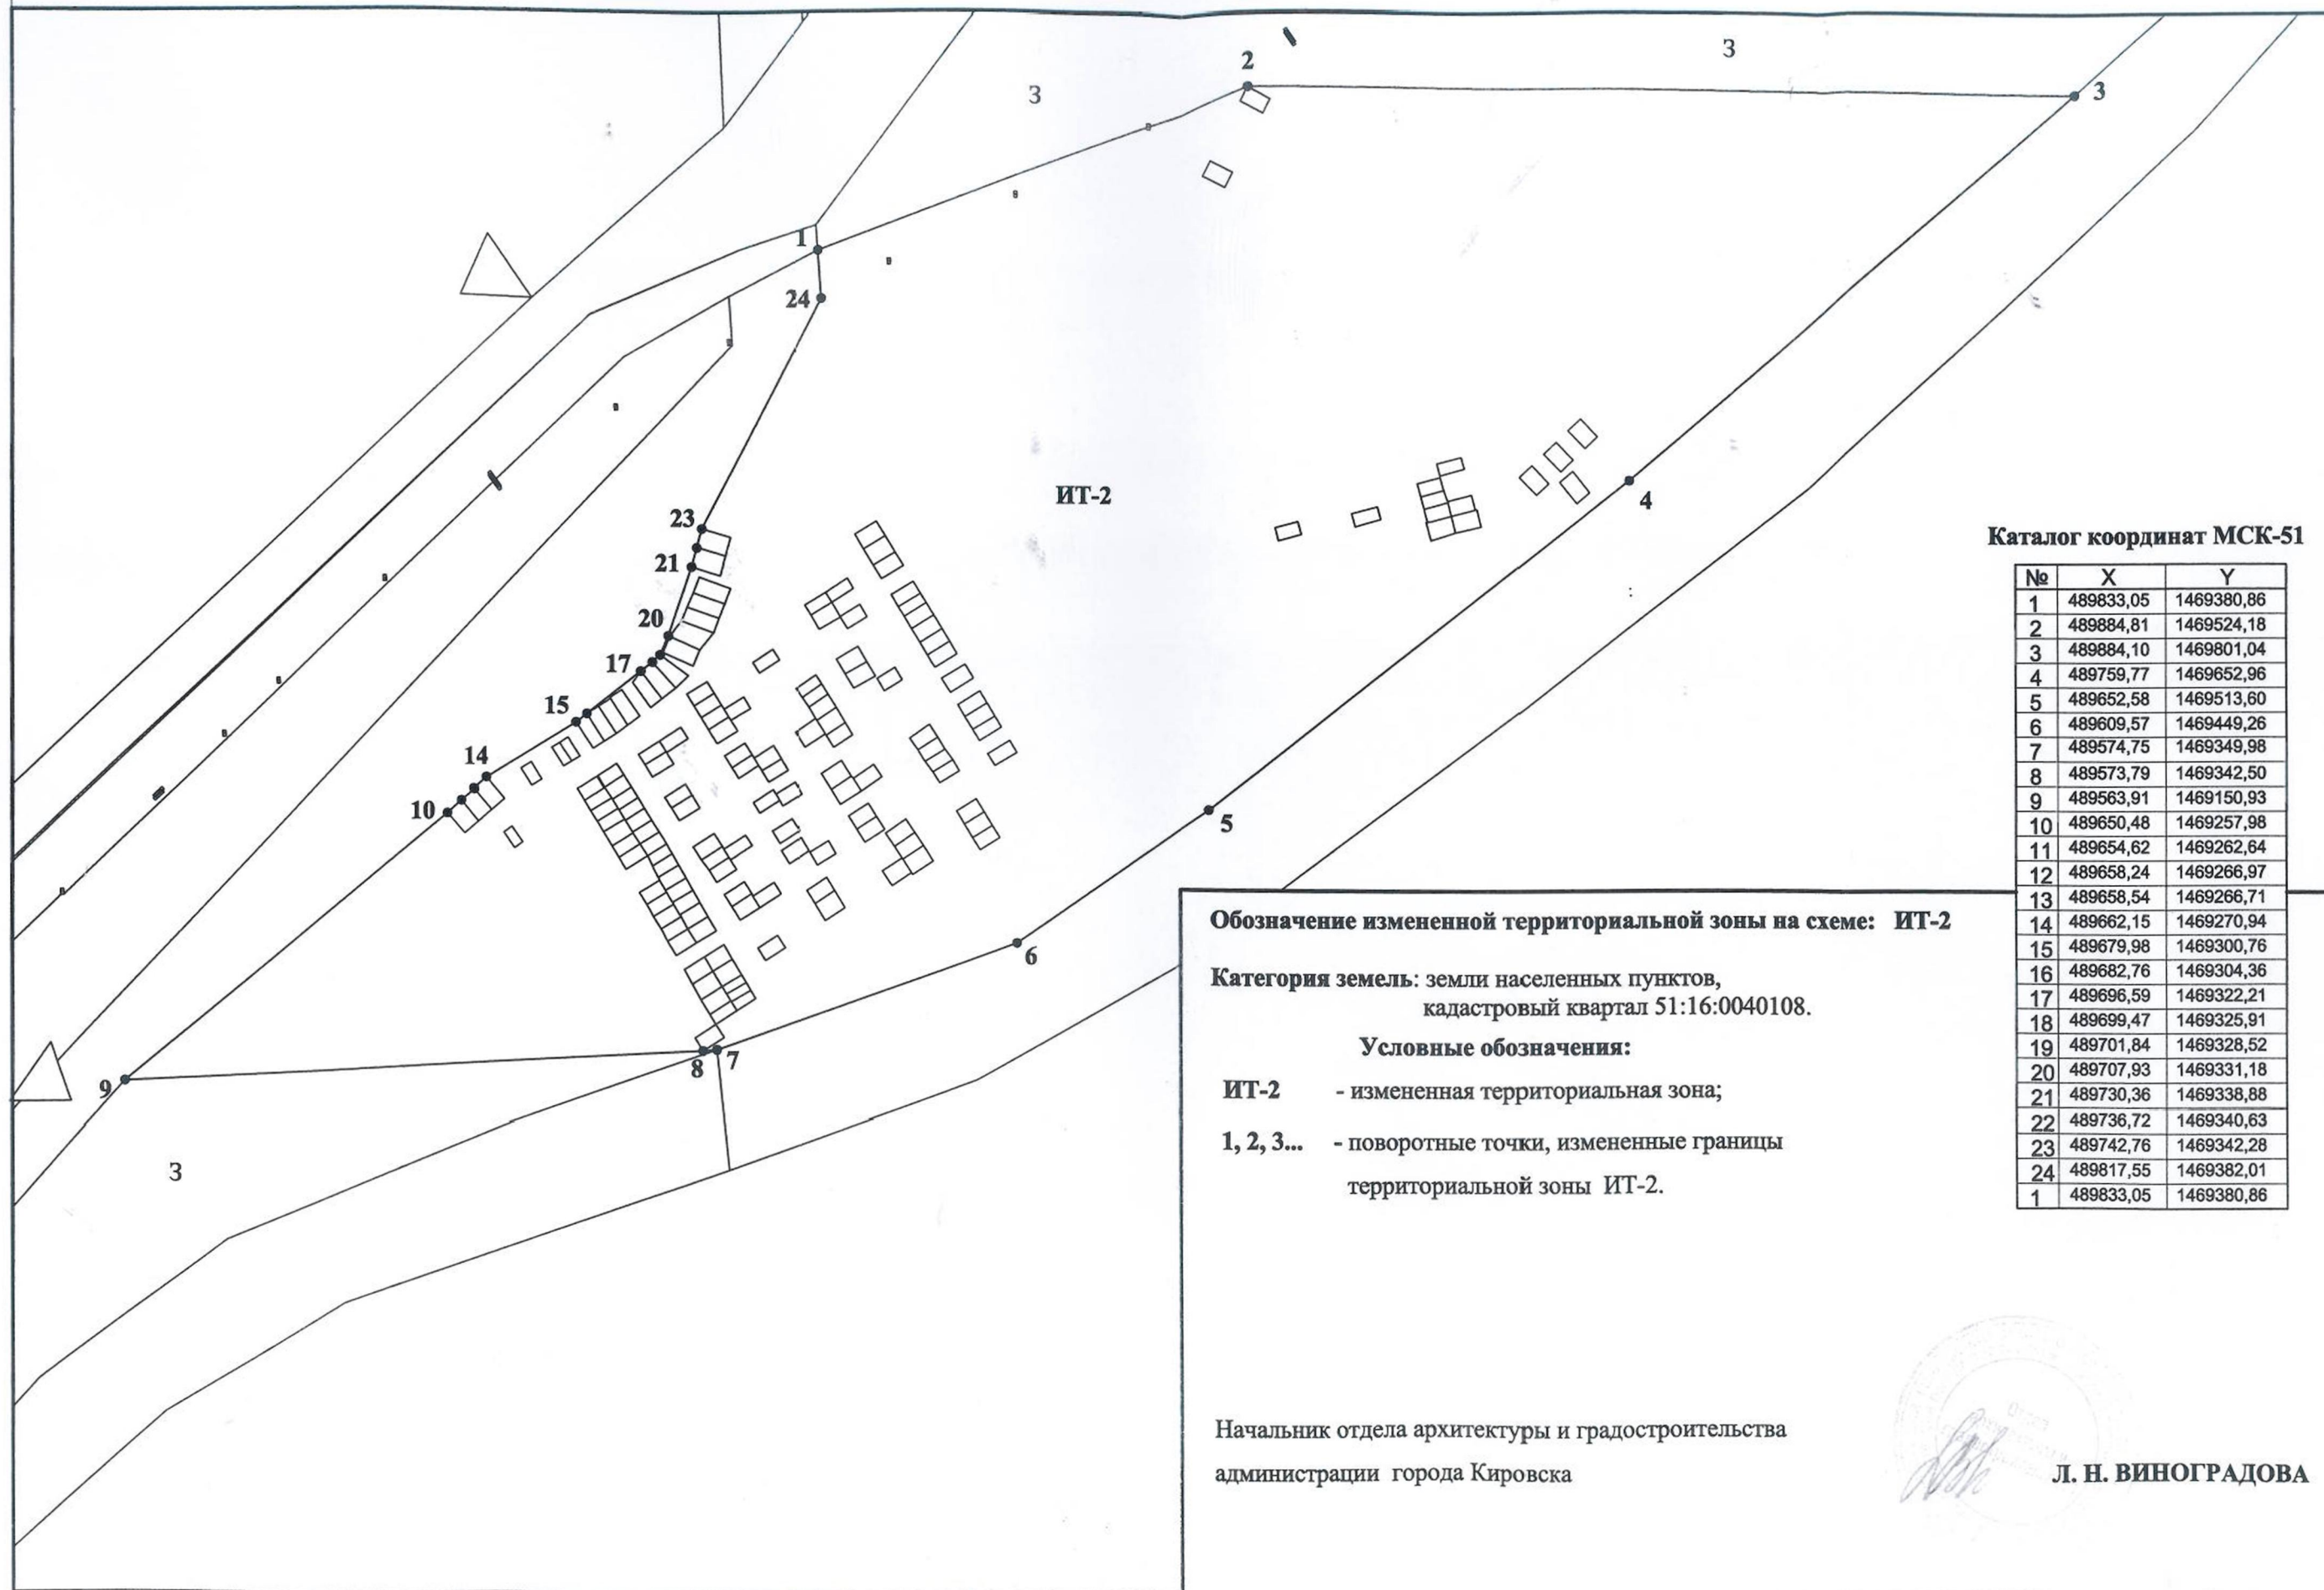 3
2
3
3
1
24
ИТ-2
4
23
21
20
17
15
14
10
5
6
7
8
9
3
Каталог координат МСК-51
№ X Y
1 489833,05 1469380,86
2 489884,81 1469524,18
3 489884,10 1469801,04
4 489759,77 1469652,96
5 489652,58 1469513,60
6 489609,57 1469449,26
7 489574,75 1469349,98
8 489573,79 1469342,50
9 489563,91 1469150,93
10 489650,48 1469257,98
11 489654,62 1469262,64
12 489658,24 1469266,97
13 489658,54 1469266,71
14 489662,15 1469270,94
15 489679,98 1469300,76
16 489682,76 1469304,36
17 489696,59 1469322,21
18 489699,47 1469325,91
19 489701,84 1469328,52
20 489707,93 1469331,18
21 489730,36 1469338,88
22 489736,72 1469340,63
23 489742,76 1469342,28
24 489817,55 1469382,01
1 489833,05 1469380,86
Обозначение измененной территориальной зоны на схеме: ИТ-2
Категория земель: земли населенных пунктов,
кадастровый квартал 51:16:0040108.
Условные обозначения:
ИТ-2 - измененная территориальная зона;
1, 2, 3... - поворотные точки, измененные границы
территориальной зоны ИТ-2.
Начальник отдела архитектуры и градостроительства
администрации города Кировска
Л. Н. ВИНОГРАДОВА